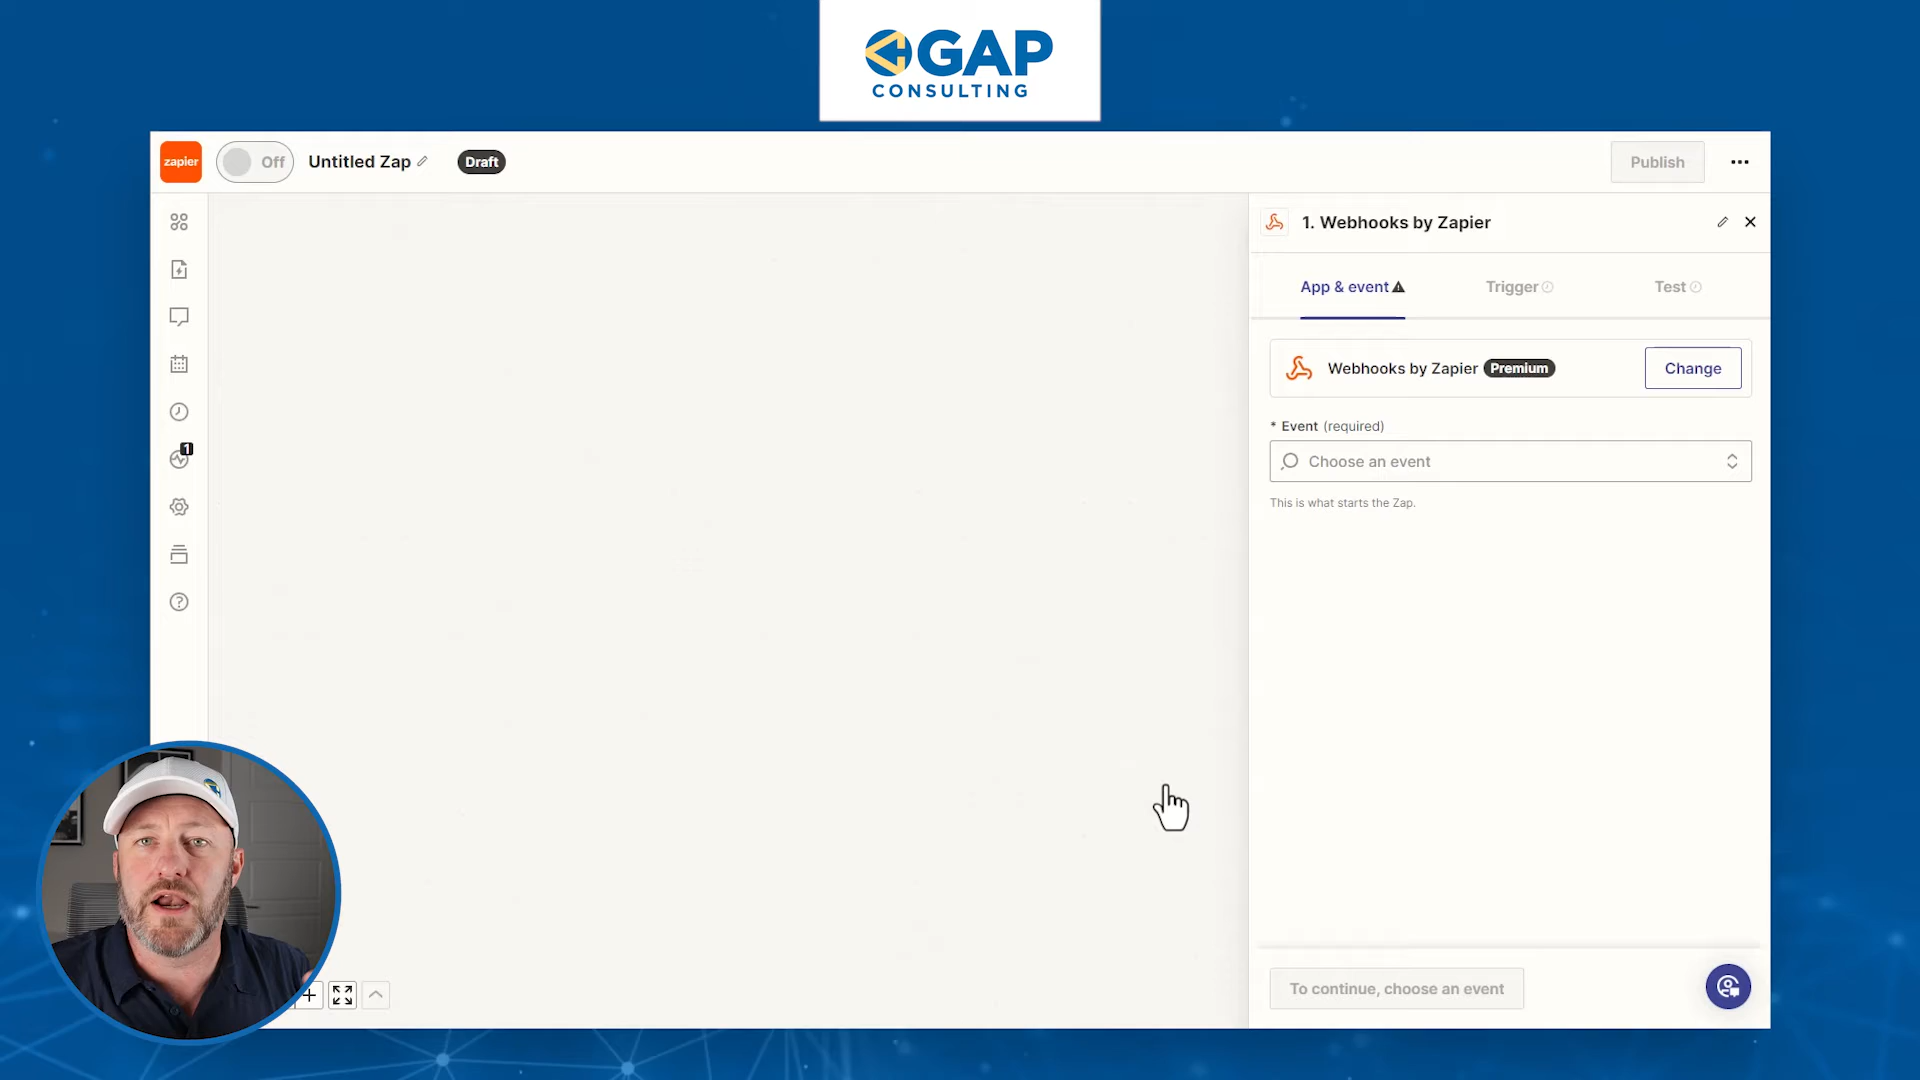 GAP
CONSULTING
zapier
Off
Untitled Zap
Draft
Publish
1. Webhooks by Zapier
App & event
Trigger
Test
Webhooks by Zapier
Premium
Change
* Event (required)
Choose an event
1
This is what starts the Zap.
To continue, choose an event